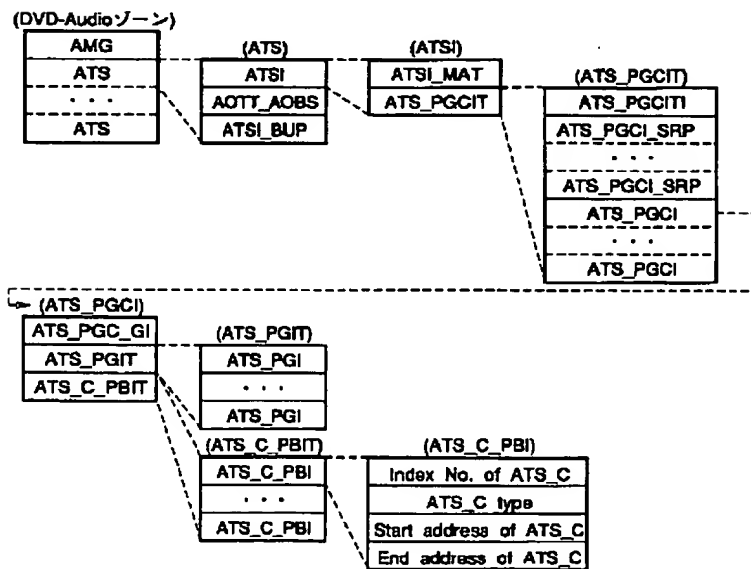 (DVD-Audioゾーン)
AMG
ATS
・・・
ATS
(ATS)
ATSI
AOTT_AOBS
ATSI_BUP
(ATSI)
ATSI_MAT
ATS_PGCIT
(ATS_PGCIT)
ATS_PGCITI
ATS_PGCI_SRP
・・・
ATS_PGCI_SRP
ATS_PGCI
・・・
ATS_PGCI
(ATS_PGCI)
ATS_PGC_GI
ATS_PGIT
ATS_C_PBIT
(ATS_PGIT)
ATS_PGI
・・・
ATS_PGI
(ATS_C_PBIT)
ATS_C_PBI
・・・
ATS_C_PBI
(ATS_C_PBI)
Index No. of ATS_C
ATS_C type
Start address of ATS_C
End address of ATS_C